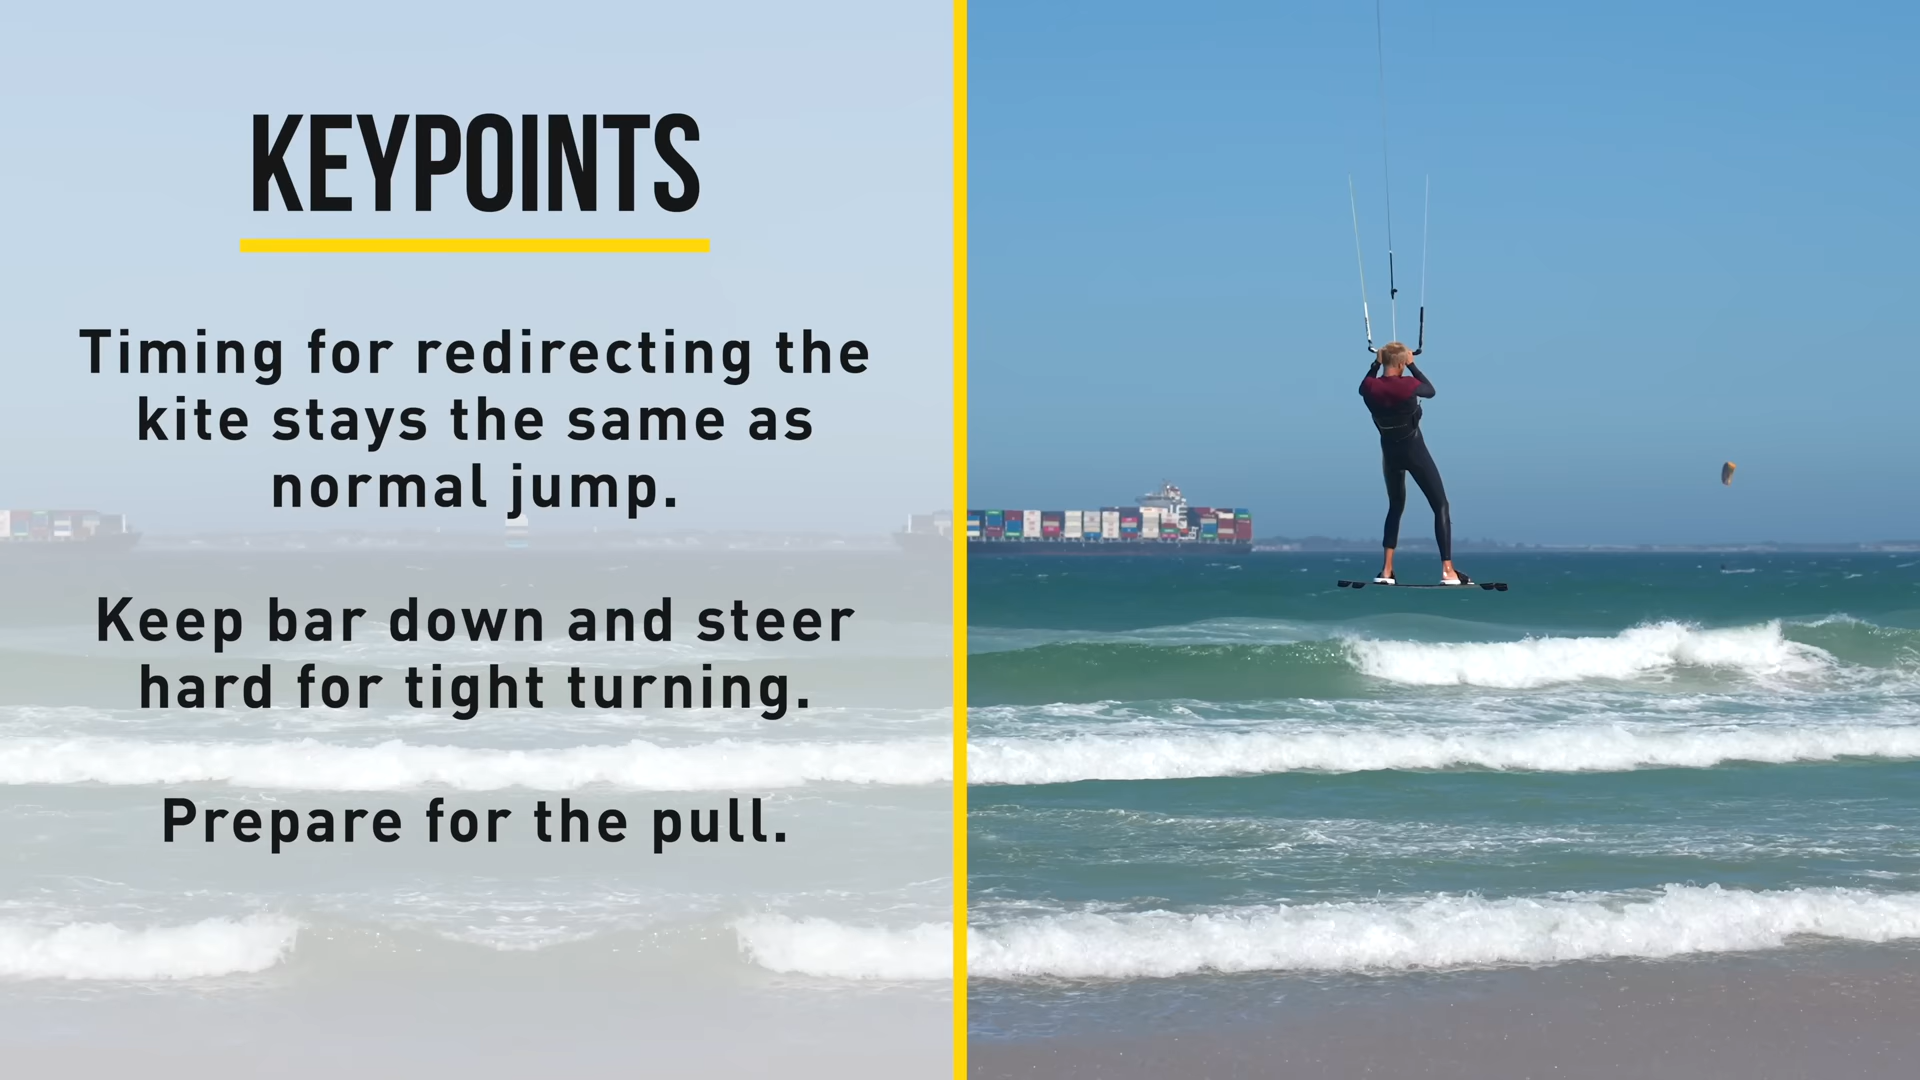 KEYPOINTS
Timing for redirecting the
kite stays the same as
normal jump.
Keep bar down and steer
hard for tight turning.
Prepare for the pull.